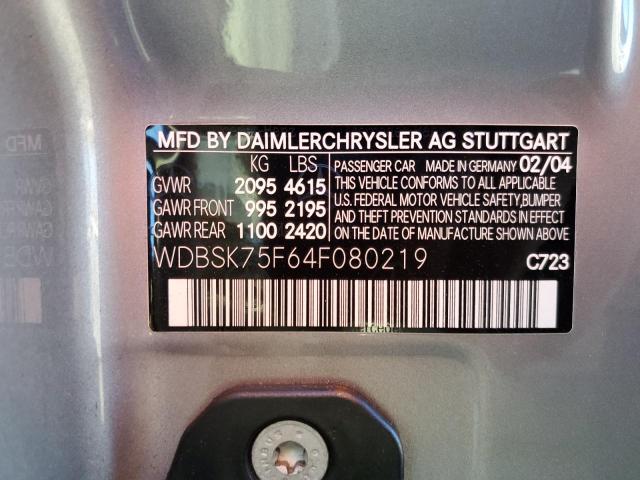 MFD BY DAIMLERCHRYSLER AG STUTTGART
KG LBS
GVWR 2095 4615
GAWR FRONT 995 2195
GAWR REAR 1100 2420
PASSENGER CAR MADE IN GERMANY 02/04
THIS VEHICLE CONFORMS TO ALL APPLICABLE
U.S. FEDERAL MOTOR VEHICLE SAFETY,BUMPER
AND THEFT PREVENTION STANDARDS IN EFFECT
ON THE DATE OF MANUFACTURE SHOWN ABOVE
WDBSK75F64F080219
C723